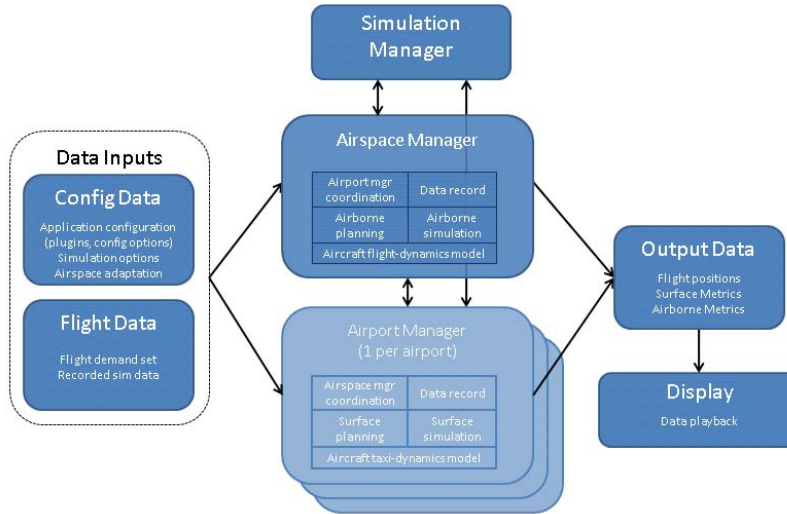 Simulation
Manager
Data Inputs
Config Data
Application configuration
(plugins, config options)
Simulation options
Airspace adaptation
Flight Data
Flight demand set
Recorded sim data
Airspace Manager
Airport mgr
coordination
Data record
Airborne
planning
Airborne
simulation
Aircraft flight-dynamics model
Airport Manager
(1 per airport)
Airspace mgr
coordination
Data record
Surface
planning
Surface
simulation
Aircraft taxi-dynamics model
Output Data
Flight positions
Surface Metrics
Airborne Metrics
Display
Data playback